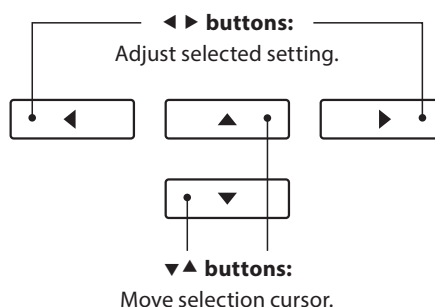 ◀ ▶ buttons:
Adjust selected setting.
◀
▲
▶
▼
▼▲ buttons:
Move selection cursor.